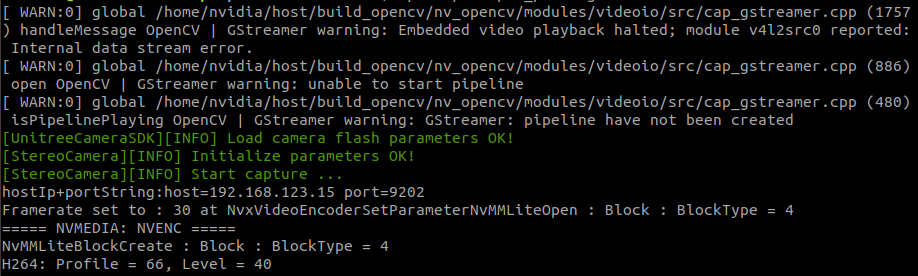 [ WARN:0] global /home/nvidia/host/build_opencv/nv_opencv/modules/videoio/src/cap_gstreamer.cpp (1757
) handleMessage OpenCV | GStreamer warning: Embedded video playback halted; module v4l2src0 reported:
Internal data stream error.
[ WARN:0] global /home/nvidia/host/build_opencv/nv_opencv/modules/videoio/src/cap_gstreamer.cpp (886)
open OpenCV | GStreamer warning: unable to start pipeline
[ WARN:0] global /home/nvidia/host/build_opencv/nv_opencv/modules/videoio/src/cap_gstreamer.cpp (480)
isPipelinePlaying OpenCV | GStreamer warning: GStreamer: pipeline have not been created
[UnitreeCameraSDK][INFO] Load camera flash parameters OK!
[StereoCamera][INFO] Initialize parameters OK!
[StereoCamera][INFO] Start capture ...
hostIp+portString:host=192.168.123.15 port=9202
Framerate set to : 30 at NvxVideoEncoderSetParameterNvMMLiteOpen : Block : BlockType = 4
===== NVMEDIA: NVENC =====
NvMMLiteBlockCreate : Block : BlockType = 4
H264: Profile = 66, Level = 40